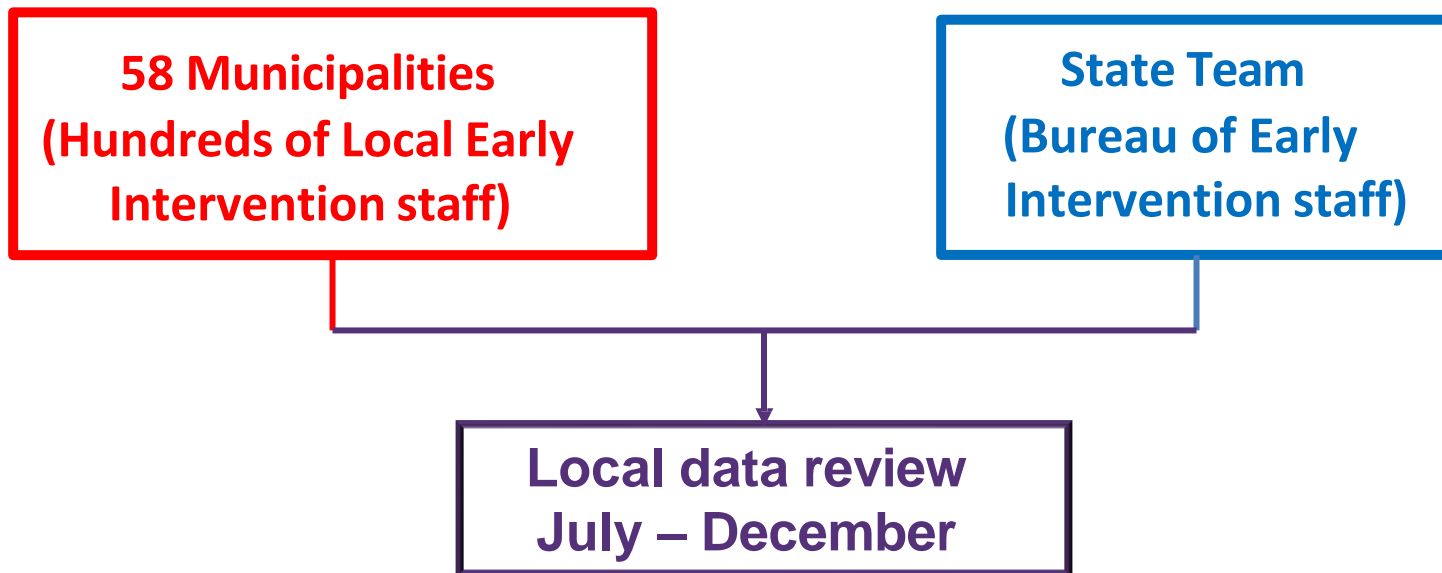 58 Municipalities
(Hundreds of Local Early
Intervention staff)
State Team
(Bureau of Early
Intervention staff)
Local data review
July – December